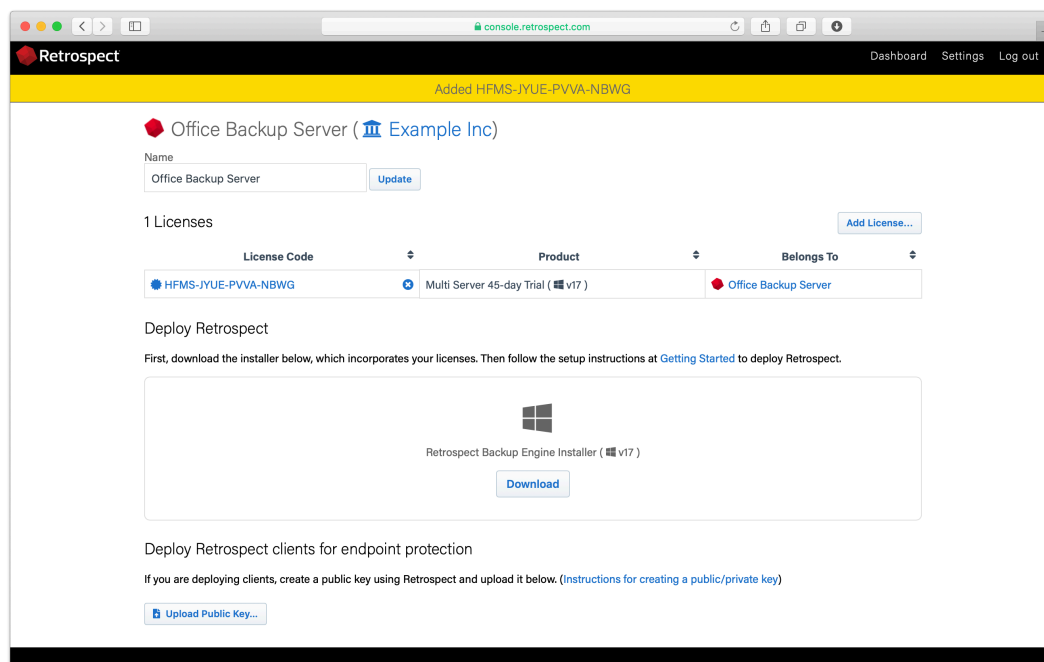 console.retrospect.com
Retrospect
Dashboard Settings Log out
Added HFMS-JYUE-PVVA-NBWG
Office Backup Server ( Example Inc)
Name
Office Backup Server Update
1 Licenses Add License...
License Code Product Belongs To
HFMS-JYUE-PVVA-NBWG Multi Server 45-day Trial ( v17 ) Office Backup Server
Deploy Retrospect
First, download the installer below, which incorporates your licenses. Then follow the setup instructions at Getting Started to deploy Retrospect.
Retrospect Backup Engine Installer ( v17 )
Download
Deploy Retrospect clients for endpoint protection
If you are deploying clients, create a public key using Retrospect and upload it below. (Instructions for creating a public/private key)
Upload Public Key...